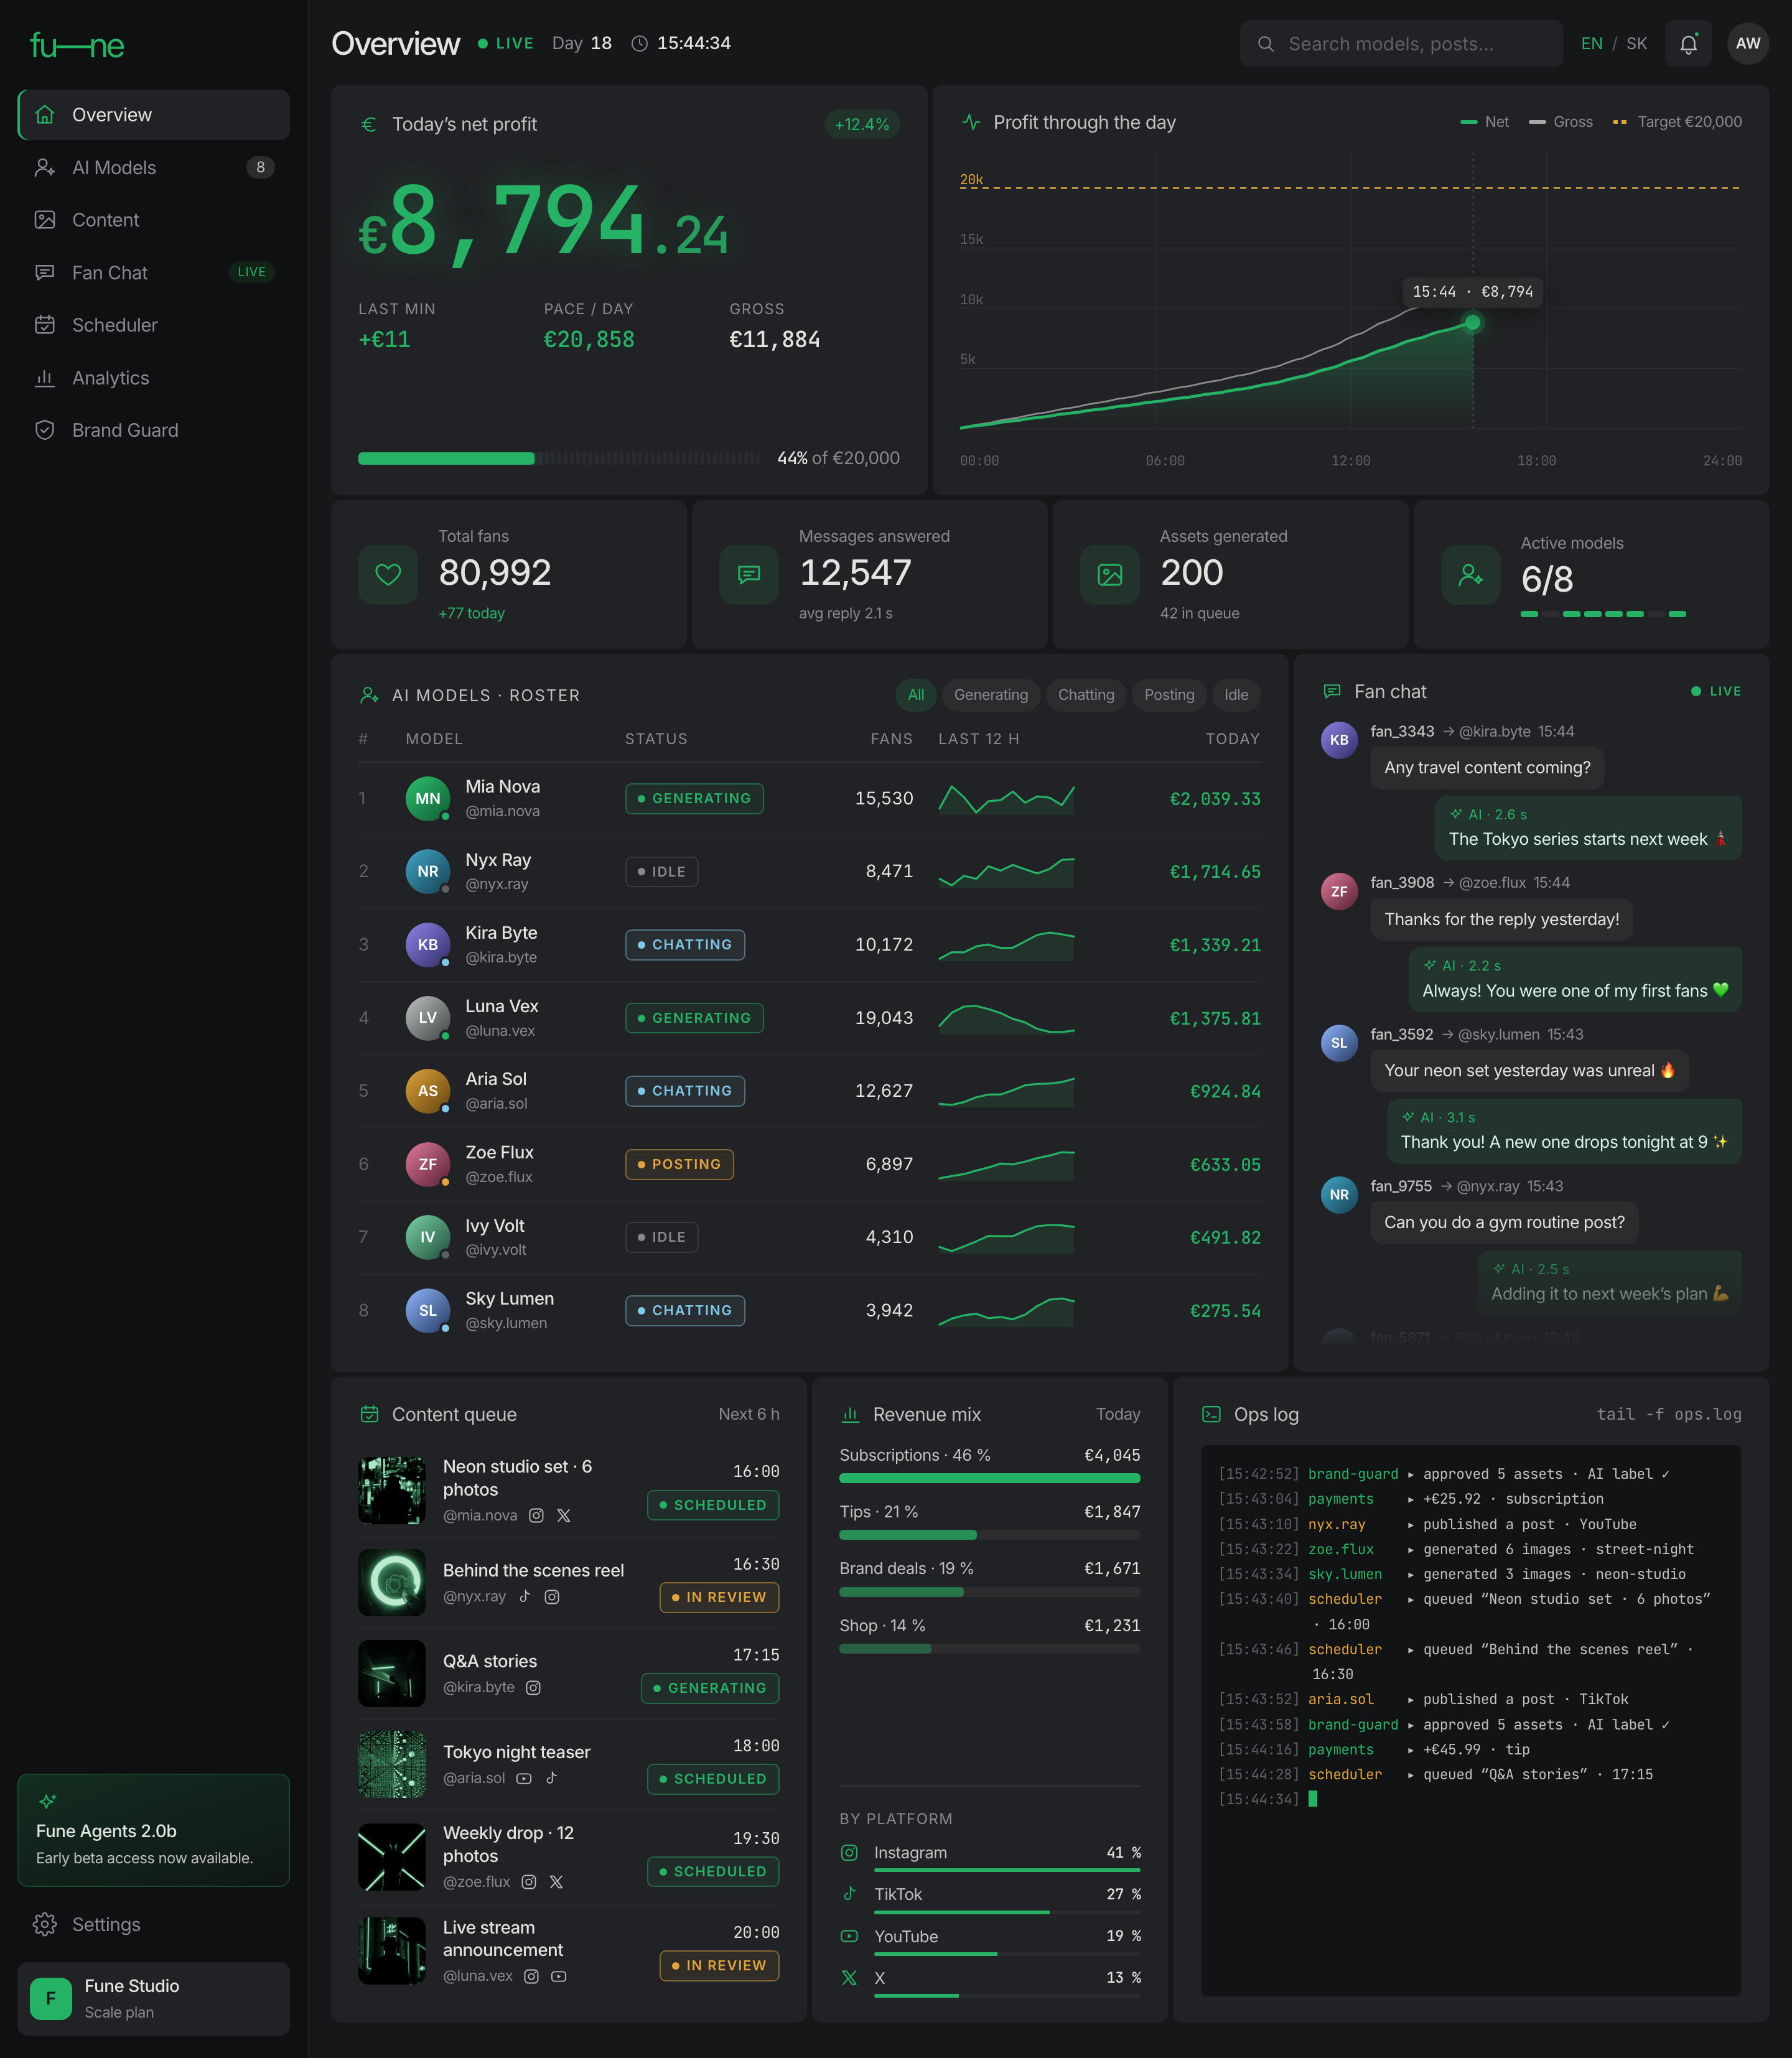 fu—ne
Overview
AI Models 8
Content
Fan Chat LIVE
Scheduler
Analytics
Brand Guard
Fune Agents 2.0b
Early beta access now available.
Settings
F
Fune Studio
Scale plan
Overview LIVE Day 18 15:44:34
Search models, posts...
EN / SK
AW
€ Today’s net profit +12.4%
€8,794.24
LAST MIN PACE / DAY GROSS
+€11 €20,858 €11,884
44% of €20,000
Profit through the day Net Gross Target €20,000
20k
15k
10k
5k
15:44 · €8,794
00:00 06:00 12:00 18:00 24:00
Total fans
80,992
+77 today
Messages answered
12,547
avg reply 2.1 s
Assets generated
200
42 in queue
Active models
6/8
AI MODELS · ROSTER All Generating Chatting Posting Idle
# MODEL STATUS FANS LAST 12 H TODAY
1 MN Mia Nova GENERATING 15,530 €2,039.33
@mia.nova
2 NR Nyx Ray IDLE 8,471 €1,714.65
@nyx.ray
3 KB Kira Byte CHATTING 10,172 €1,339.21
@kira.byte
4 LV Luna Vex GENERATING 19,043 €1,375.81
@luna.vex
5 AS Aria Sol CHATTING 12,627 €924.84
@aria.sol
6 ZF Zoe Flux POSTING 6,897 €633.05
@zoe.flux
7 IV Ivy Volt IDLE 4,310 €491.82
@ivy.volt
8 SL Sky Lumen CHATTING 3,942 €275.54
@sky.lumen
Fan chat LIVE
KB fan_3343 → @kira.byte 15:44
Any travel content coming?
AI · 2.6 s
The Tokyo series starts next week 🗼
ZF fan_3908 → @zoe.flux 15:44
Thanks for the reply yesterday!
AI · 2.2 s
Always! You were one of my first fans 💚
SL fan_3592 → @sky.lumen 15:43
Your neon set yesterday was unreal 🔥
AI · 3.1 s
Thank you! A new one drops tonight at 9 ✨
NR fan_9755 → @nyx.ray 15:43
Can you do a gym routine post?
AI · 2.5 s
Adding it to next week’s plan 💪
fan_5871 → @sky.lumen 15:43
Content queue Next 6 h
Neon studio set · 6
photos
@mia.nova
16:00
SCHEDULED
Behind the scenes reel
@nyx.ray
16:30
IN REVIEW
Q&A stories
@kira.byte
17:15
GENERATING
Tokyo night teaser
@aria.sol
18:00
SCHEDULED
Weekly drop · 12
photos
@zoe.flux
19:30
SCHEDULED
Live stream
announcement
@luna.vex
20:00
IN REVIEW
Revenue mix Today
Subscriptions · 46 % €4,045
Tips · 21 % €1,847
Brand deals · 19 % €1,671
Shop · 14 % €1,231
BY PLATFORM
Instagram 41 %
TikTok 27 %
YouTube 19 %
X 13 %
Ops log tail -f ops.log
[15:42:52] brand-guard ▸ approved 5 assets · AI label ✓
[15:43:04] payments ▸ +€25.92 · subscription
[15:43:10] nyx.ray ▸ published a post · YouTube
[15:43:22] zoe.flux ▸ generated 6 images · street-night
[15:43:34] sky.lumen ▸ generated 3 images · neon-studio
[15:43:40] scheduler ▸ queued “Neon studio set · 6 photos”
· 16:00
[15:43:46] scheduler ▸ queued “Behind the scenes reel” ·
16:30
[15:43:52] aria.sol ▸ published a post · TikTok
[15:43:58] brand-guard ▸ approved 5 assets · AI label ✓
[15:44:16] payments ▸ +€45.99 · tip
[15:44:28] scheduler ▸ queued “Q&A stories” · 17:15
[15:44:34]